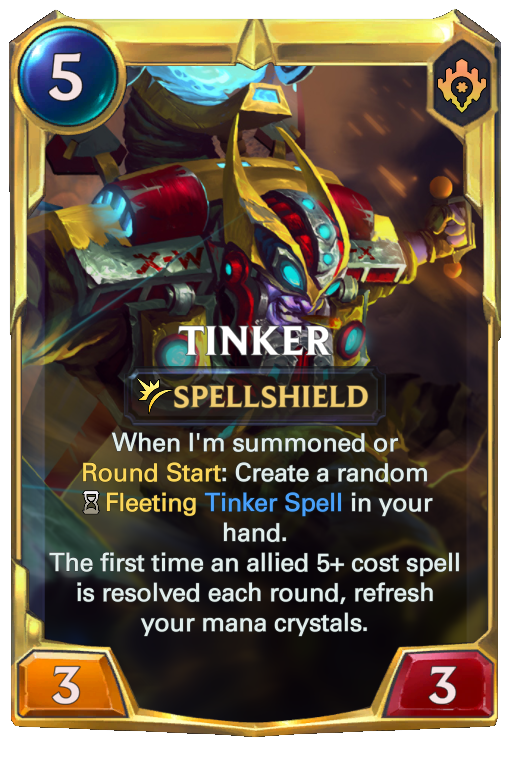 5
X-W
X
TINKER
SPELLSHIELD
When I'm summoned or
Round Start: Create a random
Fleeting Tinker Spell in your
hand.
The first time an allied 5+ cost spell
is resolved each round, refresh
your mana crystals.
3
3